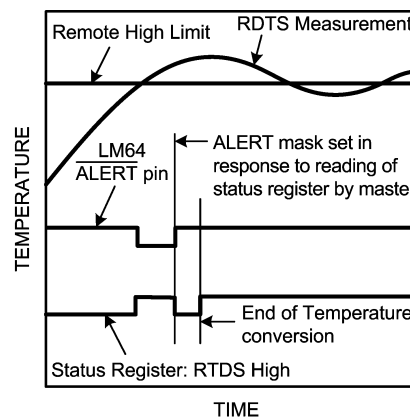 RDTS Measurement
Remote High Limit
LM64
ALERT pin
ALERT mask set in
response to reading of
status register by maste
End of Temperature
conversion
Status Register: RTDS High
TEMPERATURE
TIME